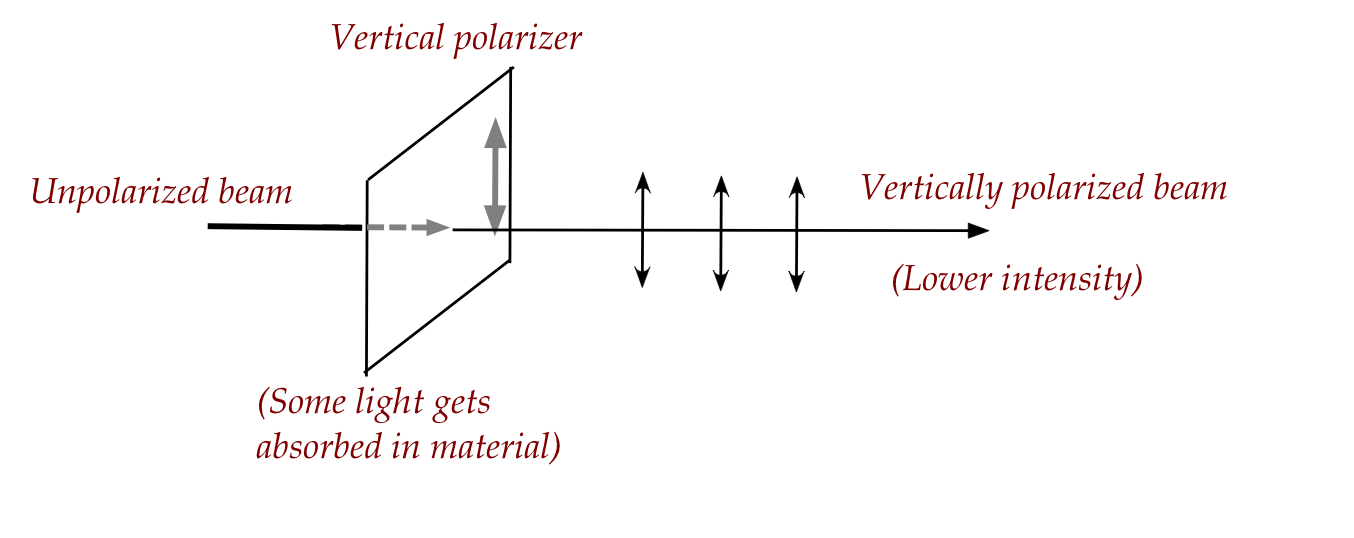 Vertical polarizer
Unpolarized beam
Vertically polarized beam
(Lower intensity)
(Some light gets
absorbed in material)